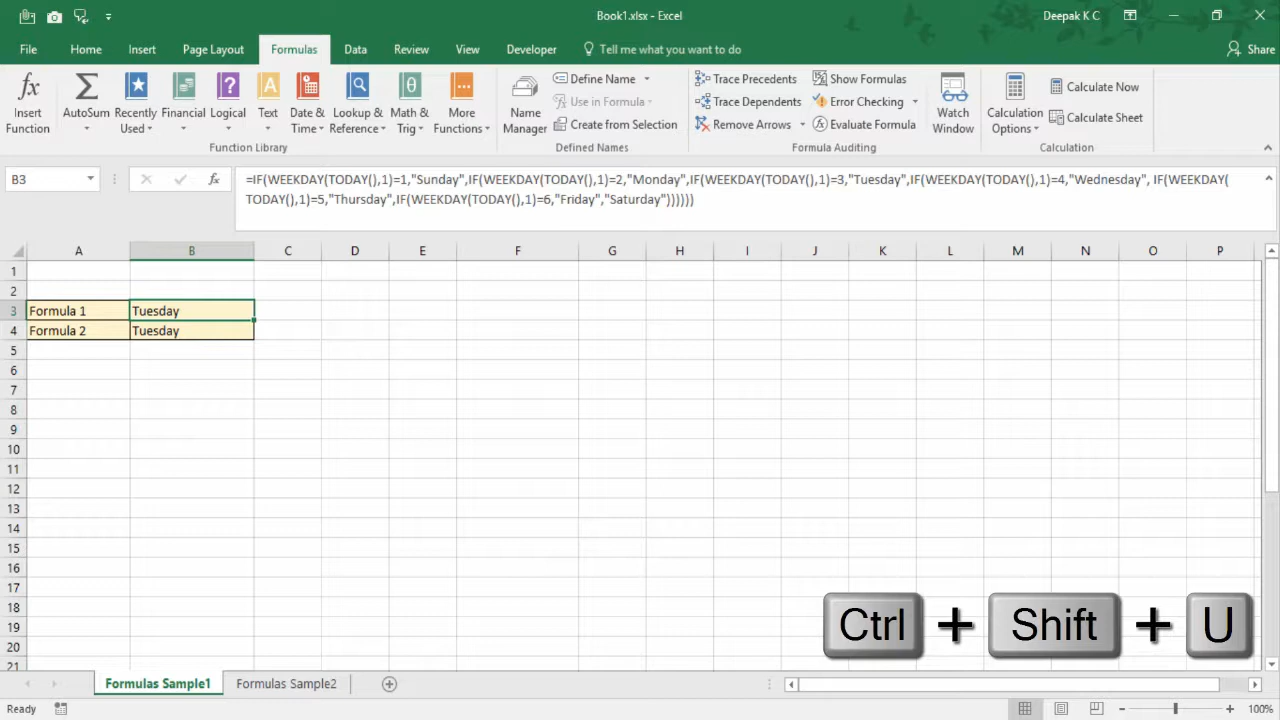 Book1.xlsx - Excel
Deepak K C
File Home Insert Page Layout Formulas Data Review View Developer Tell me what you want to do Share
fx Insert Function
AutoSum
Recently Used
Financial
Logical
Text
Date & Time
Lookup & Reference
Math & Trig
More Functions
Function Library
Name Manager
Define Name
Use in Formula
Create from Selection
Defined Names
Trace Precedents
Trace Dependents
Remove Arrows
Show Formulas
Error Checking
Evaluate Formula
Formula Auditing
Watch Window
Calculation Options
Calculate Now
Calculate Sheet
Calculation
B3
fx
=IF(WEEKDAY(TODAY(),1)=1,"Sunday",IF(WEEKDAY(TODAY(),1)=2,"Monday",IF(WEEKDAY(TODAY(),1)=3,"Tuesday",IF(WEEKDAY(TODAY(),1)=4,"Wednesday", IF(WEEKDAY(
TODAY(),1)=5,"Thursday",IF(WEEKDAY(TODAY(),1)=6,"Friday","Saturday"))))))
A B C D E F G H I J K L M N O P
1
2
3 Formula 1 Tuesday
4 Formula 2 Tuesday
5
6
7
8
9
10
11
12
13
14
15
16
17
18
19
20
21
Ctrl + Shift + U
Formulas Sample1 Formulas Sample2
Ready
100%